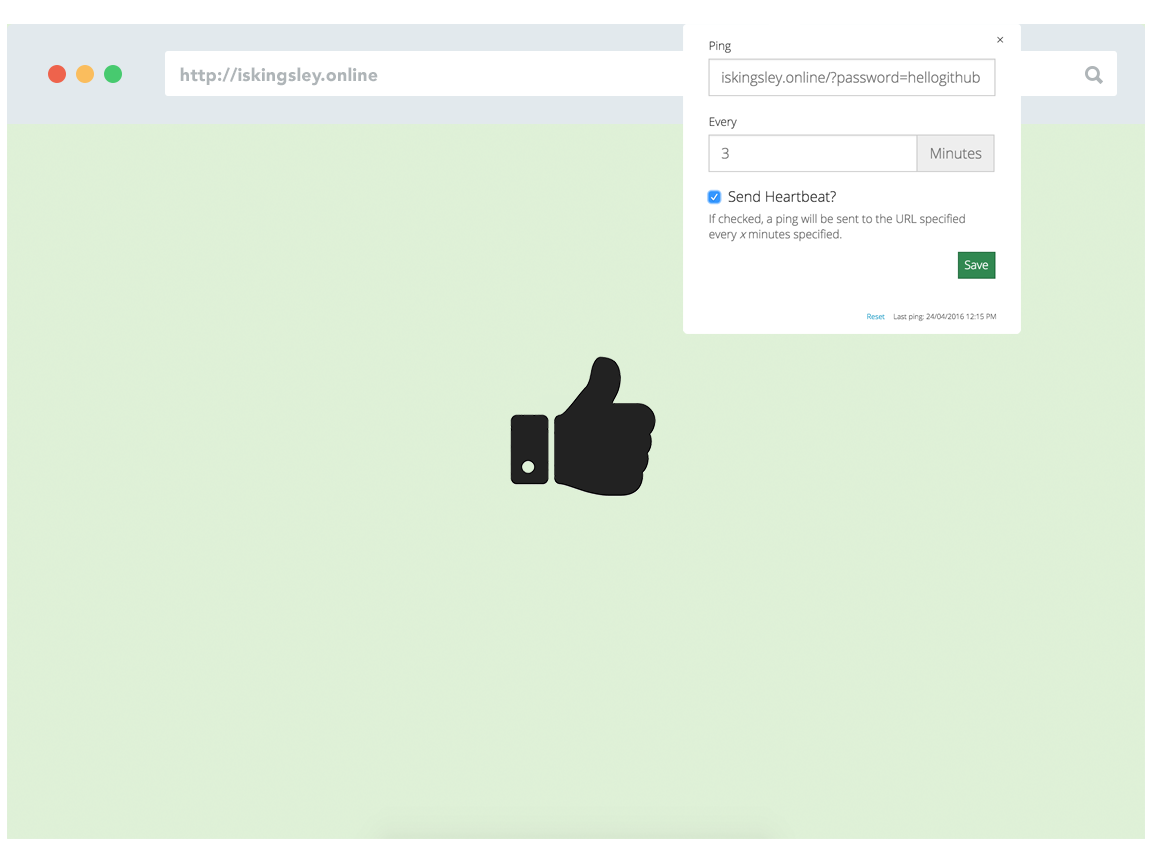 http://iskingsley.online
×
Ping
iskingsley.online/?password=hellogithub
Every
3 Minutes
Send Heartbeat?
If checked, a ping will be sent to the URL specified
every x minutes specified.
Save
Reset Last ping: 24/04/2016 12:15 PM